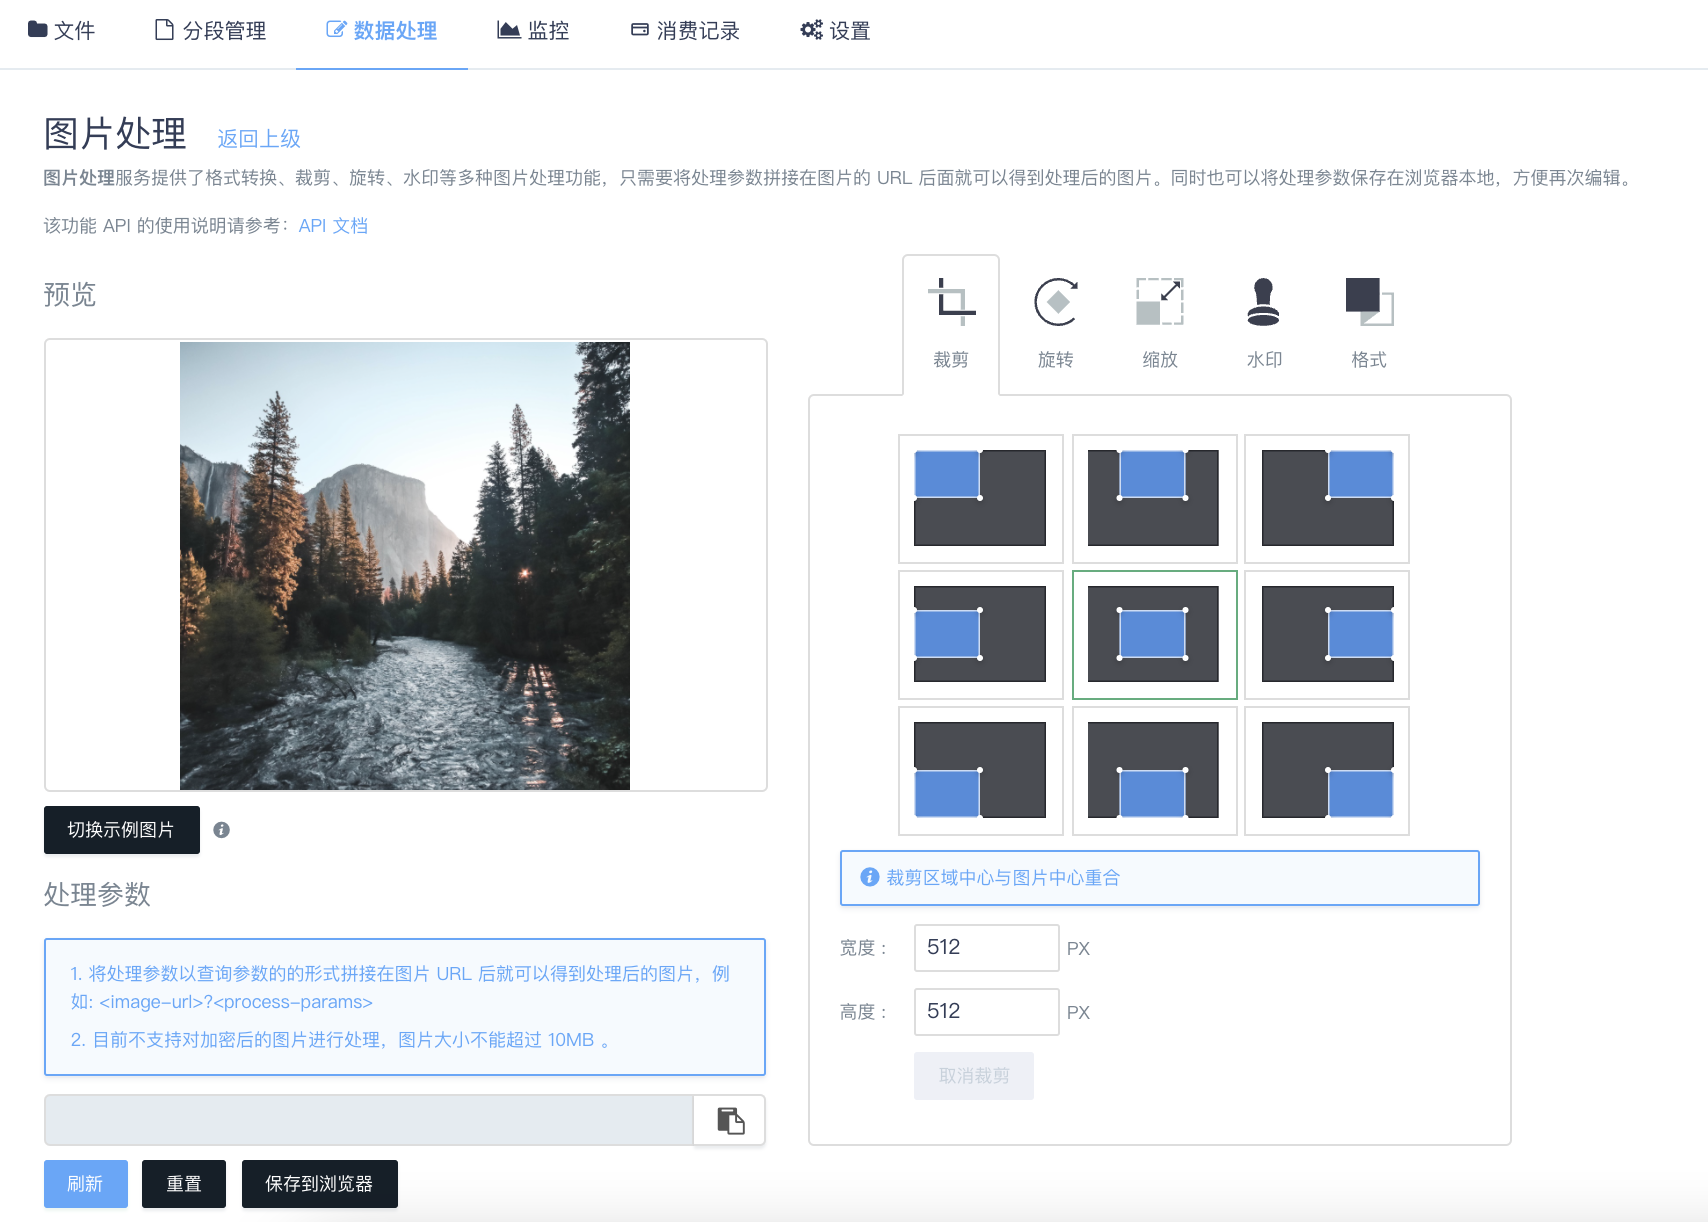 文件
分段管理
数据处理
监控
消费记录
设置
图片处理 返回上级
图片处理服务提供了格式转换、裁剪、旋转、水印等多种图片处理功能，只需要将处理参数拼接在图片的 URL 后面就可以得到处理后的图片。同时也可以将处理参数保存在浏览器本地，方便再次编辑。
该功能 API 的使用说明请参考：API 文档
预览
切换示例图片
处理参数
1. 将处理参数以查询参数的的形式拼接在图片 URL 后就可以得到处理后的图片，例
如: <image-url>?<process-params>
2. 目前不支持对加密后的图片进行处理，图片大小不能超过 10MB 。
刷新
重置
保存到浏览器
裁剪
旋转
缩放
水印
格式
裁剪区域中心与图片中心重合
宽度： 512 PX
高度： 512 PX
取消裁剪